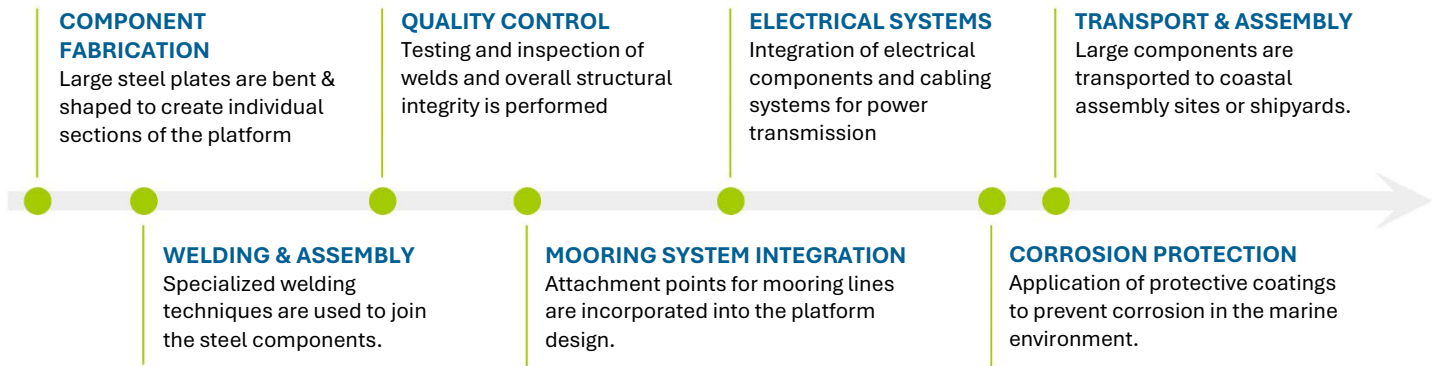 COMPONENT
FABRICATION
Large steel plates are bent &
shaped to create individual
sections of the platform
WELDING & ASSEMBLY
Specialized welding
techniques are used to join
the steel components.
QUALITY CONTROL
Testing and inspection of
welds and overall structural
integrity is performed
MOORING SYSTEM INTEGRATION
Attachment points for mooring lines
are incorporated into the platform
design.
ELECTRICAL SYSTEMS
Integration of electrical
components and cabling
systems for power
transmission
CORROSION PROTECTION
Application of protective coatings
to prevent corrosion in the marine
environment.
TRANSPORT & ASSEMBLY
Large components are
transported to coastal
assembly sites or shipyards.